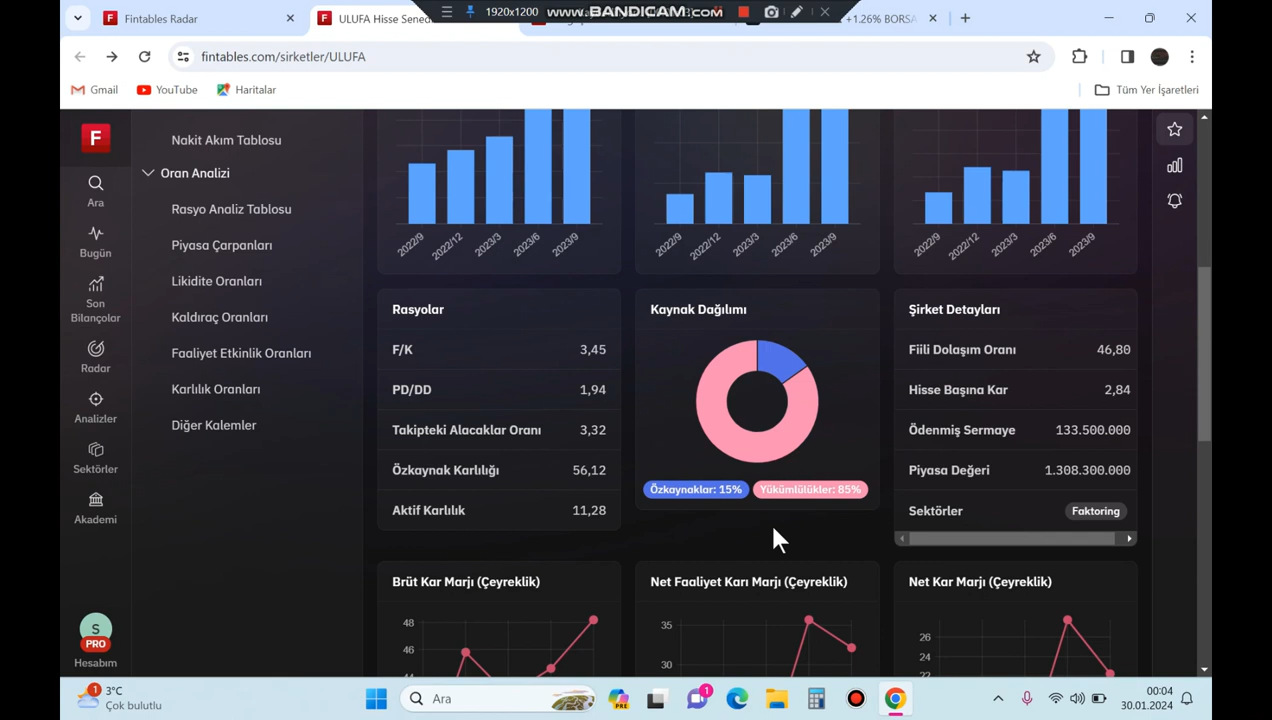 Fintables Radar
ULUFA Hisse Sened
+1.26% BORSA
1920x1200
www.BANDICAM.com
fintables.com/sirketler/ULUFA
Gmail
YouTube
Haritalar
Tüm Yer İşaretleri
F
Ara
Bugün
Son
Bilançolar
Radar
Analizler
Sektörler
Akademi
S
PRO
Hesabım
Nakit Akım Tablosu
Oran Analizi
Rasyo Analiz Tablosu
Piyasa Çarpanları
Likidite Oranları
Kaldıraç Oranları
Faaliyet Etkinlik Oranları
Karlılık Oranları
Diğer Kalemler
2022/9 2022/12 2023/3 2023/6 2023/9
2022/9 2022/12 2023/3 2023/6 2023/9
2022/9 2022/12 2023/3 2023/6 2023/9
Rasyolar
F/K 3,45
PD/DD 1,94
Takipteki Alacaklar Oranı 3,32
Özkaynak Karlılığı 56,12
Aktif Karlılık 11,28
Kaynak Dağılımı
Özkaynaklar: 15% Yükümlülükler: 85%
Şirket Detayları
Fiili Dolaşım Oranı 46,80
Hisse Başına Kar 2,84
Ödenmiş Sermaye 133.500.000
Piyasa Değeri 1.308.300.000
Sektörler Faktoring
Brüt Kar Marjı (Çeyreklik)
48
46
Net Faaliyet Karı Marjı (Çeyreklik)
35
30
Net Kar Marjı (Çeyreklik)
26
24
1
3°C
Çok bulutlu
Ara
PRE
1
00:04
30.01.2024